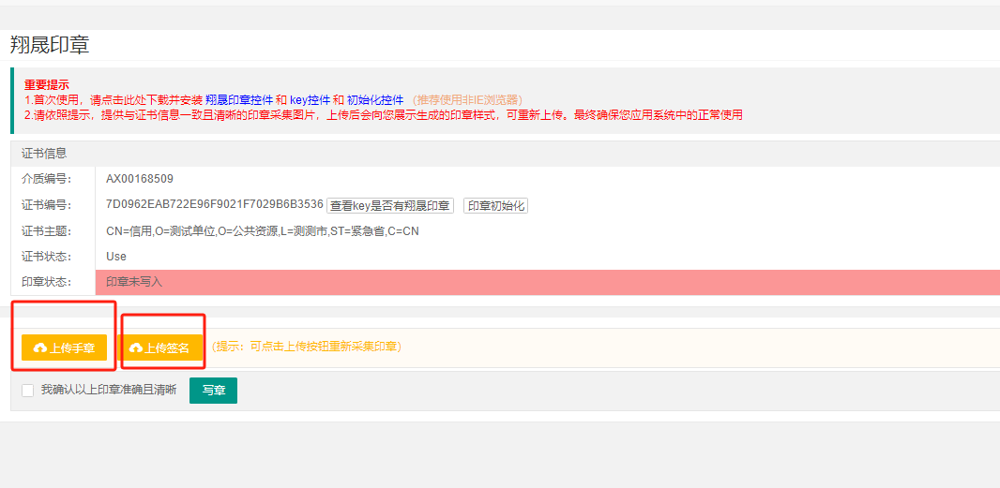 翔晟印章
重要提示
1.首次使用，请点击此处下载并安装 翔晟印章控件 和 key控件 和 初始化控件 （推荐使用非IE浏览器）
2.请依照提示，提供与证书信息一致且清晰的印章采集图片，上传后会向您展示生成的印章样式，可重新上传。最终确保您应用系统中的正常使用
证书信息
介质编号： AX00168509
证书编号： 7D0962EAB722E96F9021F7029B6B3536 查看key是否有翔晟印章 印章初始化
证书主题： CN=信用,O=测试单位,O=公共资源,L=测测市,ST=紧急省,C=CN
证书状态： Use
印章状态： 印章未写入
上传手章 上传签名 （提示：可点击上传按钮重新采集印章）
我确认以上印章准确且清晰 写章